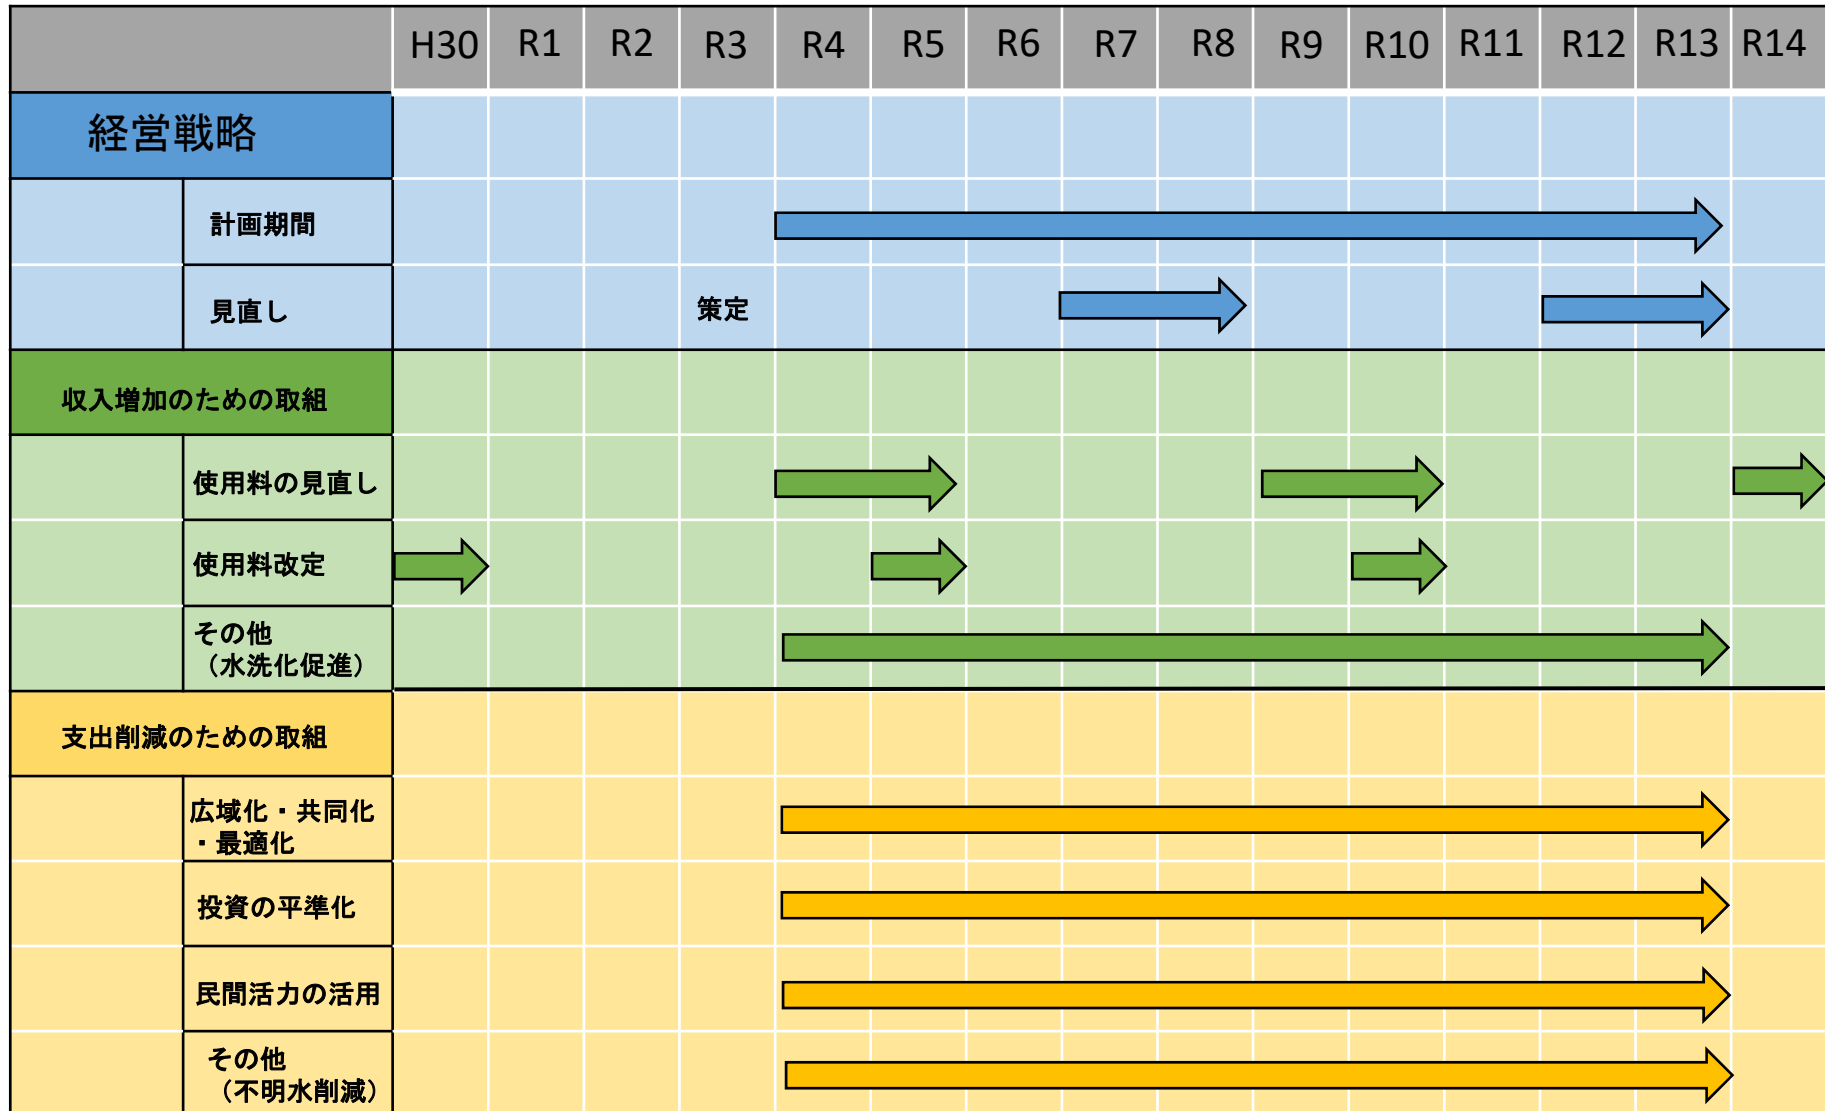 H30 R1 R2 R3 R4 R5 R6 R7 R8 R9 R10 R11 R12 R13 R14
経営戦略
計画期間
見直し 策定
収入増加のための取組
使用料の見直し
使用料改定
その他
（水洗化促進）
支出削減のための取組
広域化・共同化
・最適化
投資の平準化
民間活力の活用
その他
（不明水削減）